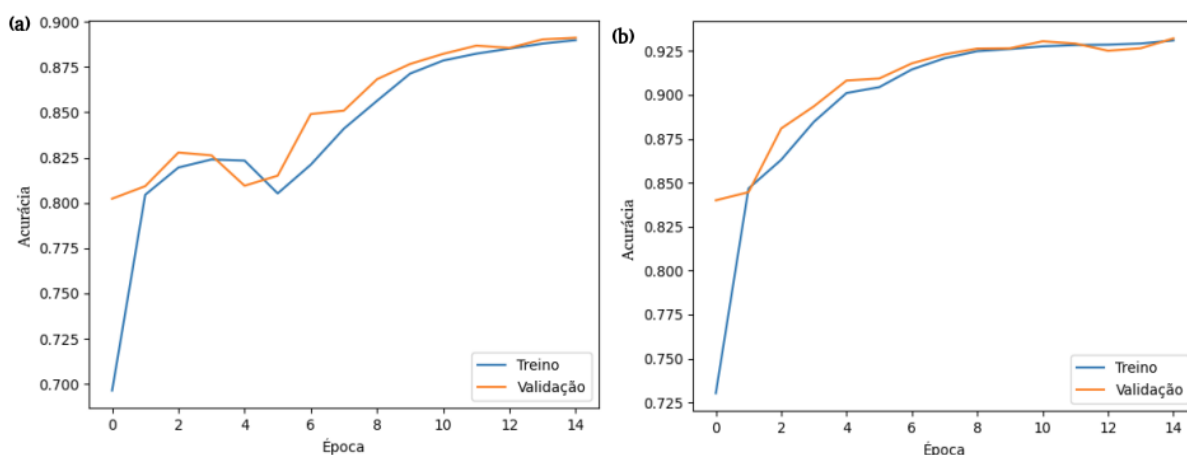 (a)
0.900
0.875
0.850
0.825
0.800
0.775
0.750
0.725
0.700
Acurácia
0 2 4 6 8 10 12 14
Época
Treino
Validação
(b)
0.925
0.900
0.875
0.850
0.825
0.800
0.775
0.750
0.725
Acurácia
0 2 4 6 8 10 12 14
Época
Treino
Validação